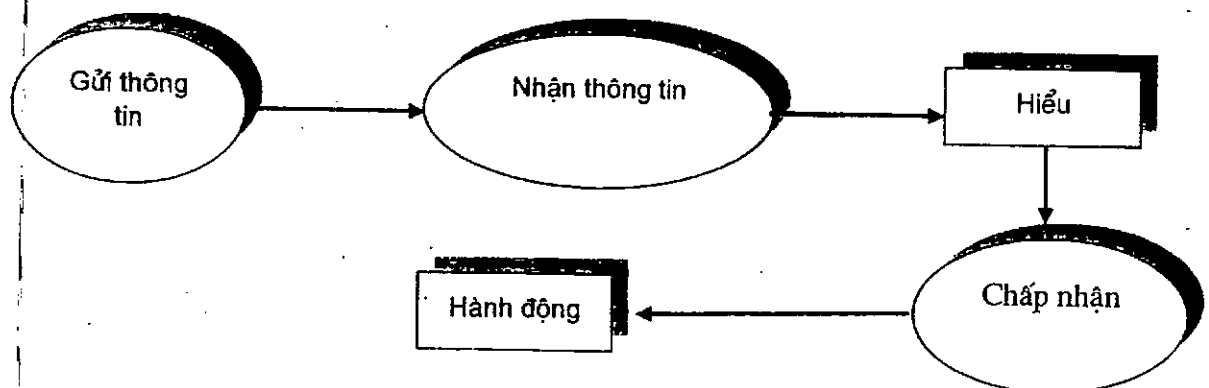 Gửi thông
tin
Nhận thông tin
Hiểu
Chấp nhận
Hành động